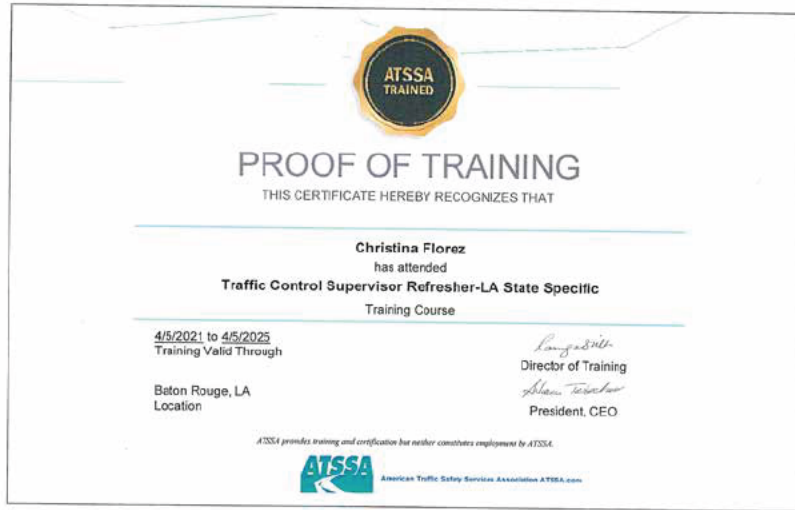 ATSSA
TRAINED
PROOF OF TRAINING
THIS CERTIFICATE HEREBY RECOGNIZES THAT
Christina Florez
has attended
Traffic Control Supervisor Refresher-LA State Specific
Training Course
4/5/2021 to 4/5/2025
Training Valid Through
Director of Training
Baton Rouge, LA
Location
President, CEO
ATSSA provides training and certification but neither constitutes employment by ATSSA.
ATSSA
American Traffic Safety Services Association ATSSA.com